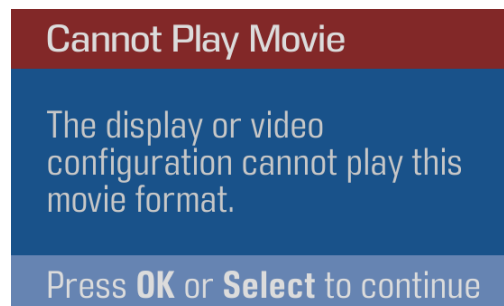 Cannot Play Movie
The display or video
configuration cannot play this
movie format.
Press OK or Select to continue